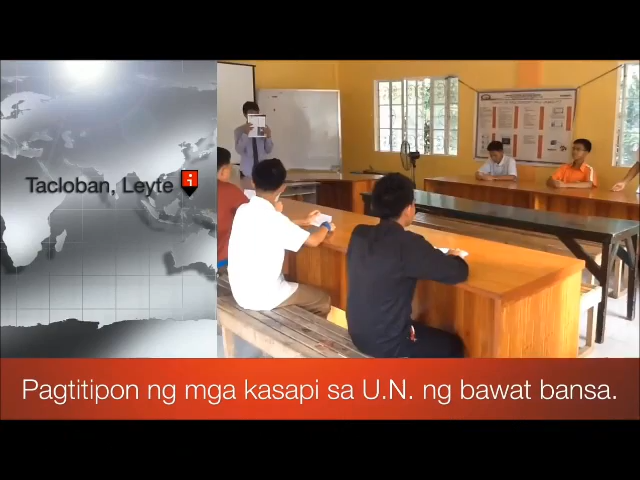 Tacloban, Leyte
Pagtitipon ng mga kasapi sa U.N. ng bawat bansa.